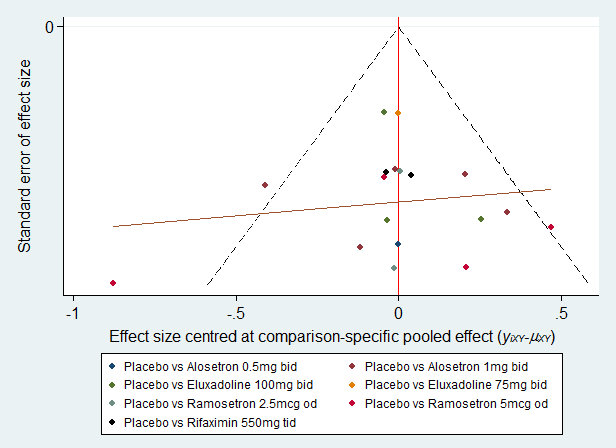 0
Standard error of effect size
-1 -.5 0 .5
Effect size centred at comparison-specific pooled effect (yiXY-μXY)
Placebo vs Alosetron 0.5mg bid Placebo vs Alosetron 1mg bid
Placebo vs Eluxadoline 100mg bid Placebo vs Eluxadoline 75mg bid
Placebo vs Ramosetron 2.5mcg od Placebo vs Ramosetron 5mcg od
Placebo vs Rifaximin 550mg tid